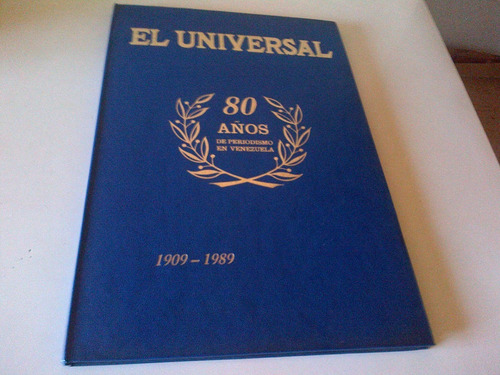 EL UNIVERSAL
80
AÑOS
DE PERIODISMO
EN VENEZUELA
1909 – 1989